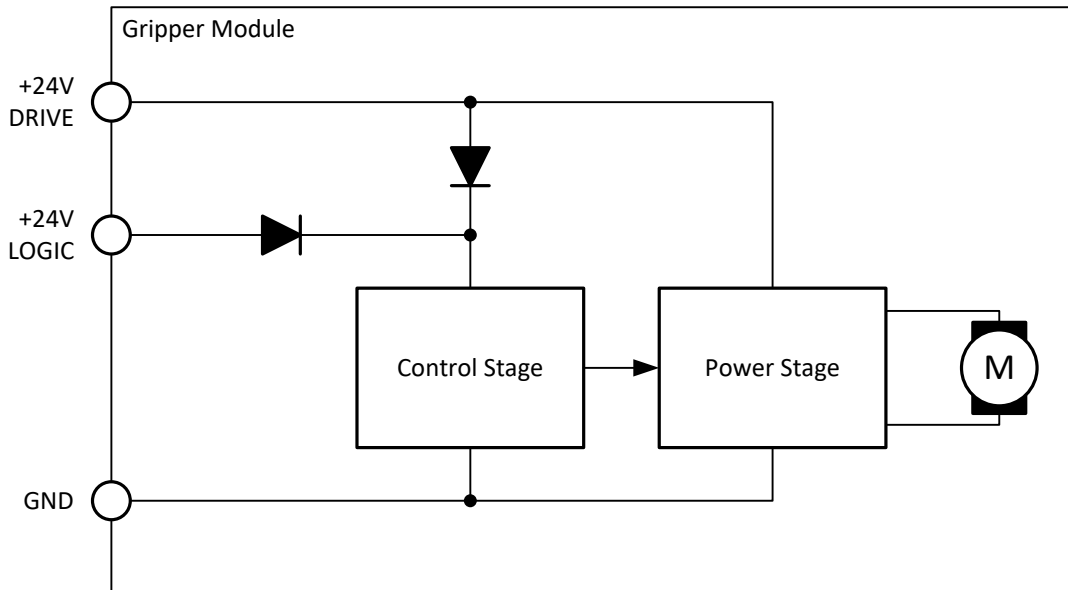 Gripper Module
+24V
DRIVE
+24V
LOGIC
Control Stage
Power Stage
M
GND